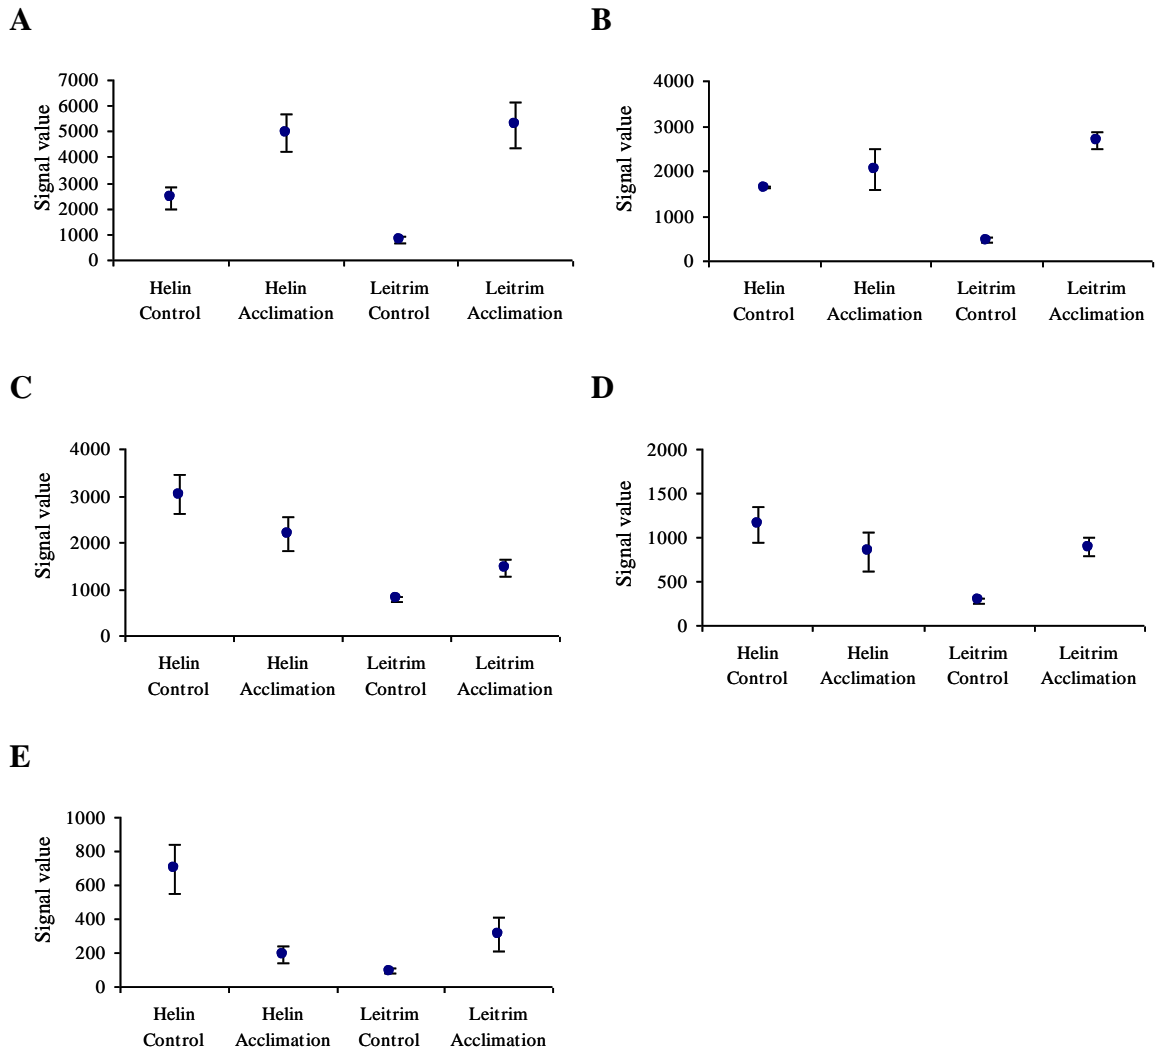 A
Signal value
7000
6000
5000
4000
3000
2000
1000
0
Helin Control
Helin Acclimation
Leitrim Control
Leitrim Acclimation
B
Signal value
4000
3000
2000
1000
0
Helin Control
Helin Acclimation
Leitrim Control
Leitrim Acclimation
C
Signal value
4000
3000
2000
1000
0
Helin Control
Helin Acclimation
Leitrim Control
Leitrim Acclimation
D
Signal value
2000
1500
1000
500
0
Helin Control
Helin Acclimation
Leitrim Control
Leitrim Acclimation
E
Signal value
1000
800
600
400
200
0
Helin Control
Helin Acclimation
Leitrim Control
Leitrim Acclimation